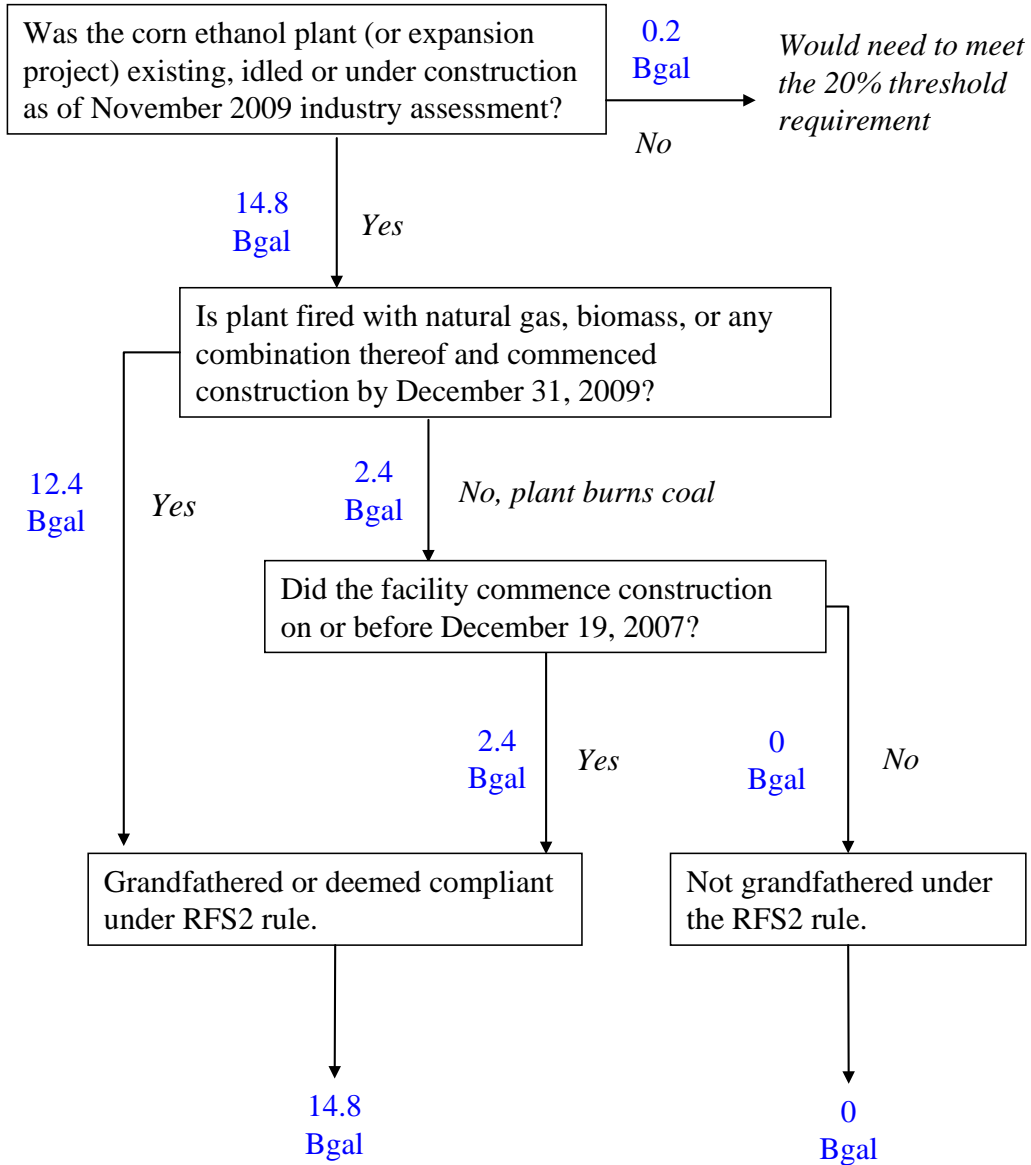 Was the corn ethanol plant (or expansion
project) existing, idled or under construction
as of November 2009 industry assessment?
0.2
Bgal
No
Would need to meet
the 20% threshold
requirement
14.8
Bgal
Yes
Is plant fired with natural gas, biomass, or any
combination thereof and commenced
construction by December 31, 2009?
12.4
Bgal
Yes
2.4
Bgal
No, plant burns coal
Did the facility commence construction
on or before December 19, 2007?
2.4
Bgal
Yes
0
Bgal
No
Grandfathered or deemed compliant
under RFS2 rule.
Not grandfathered under
the RFS2 rule.
14.8
Bgal
0
Bgal